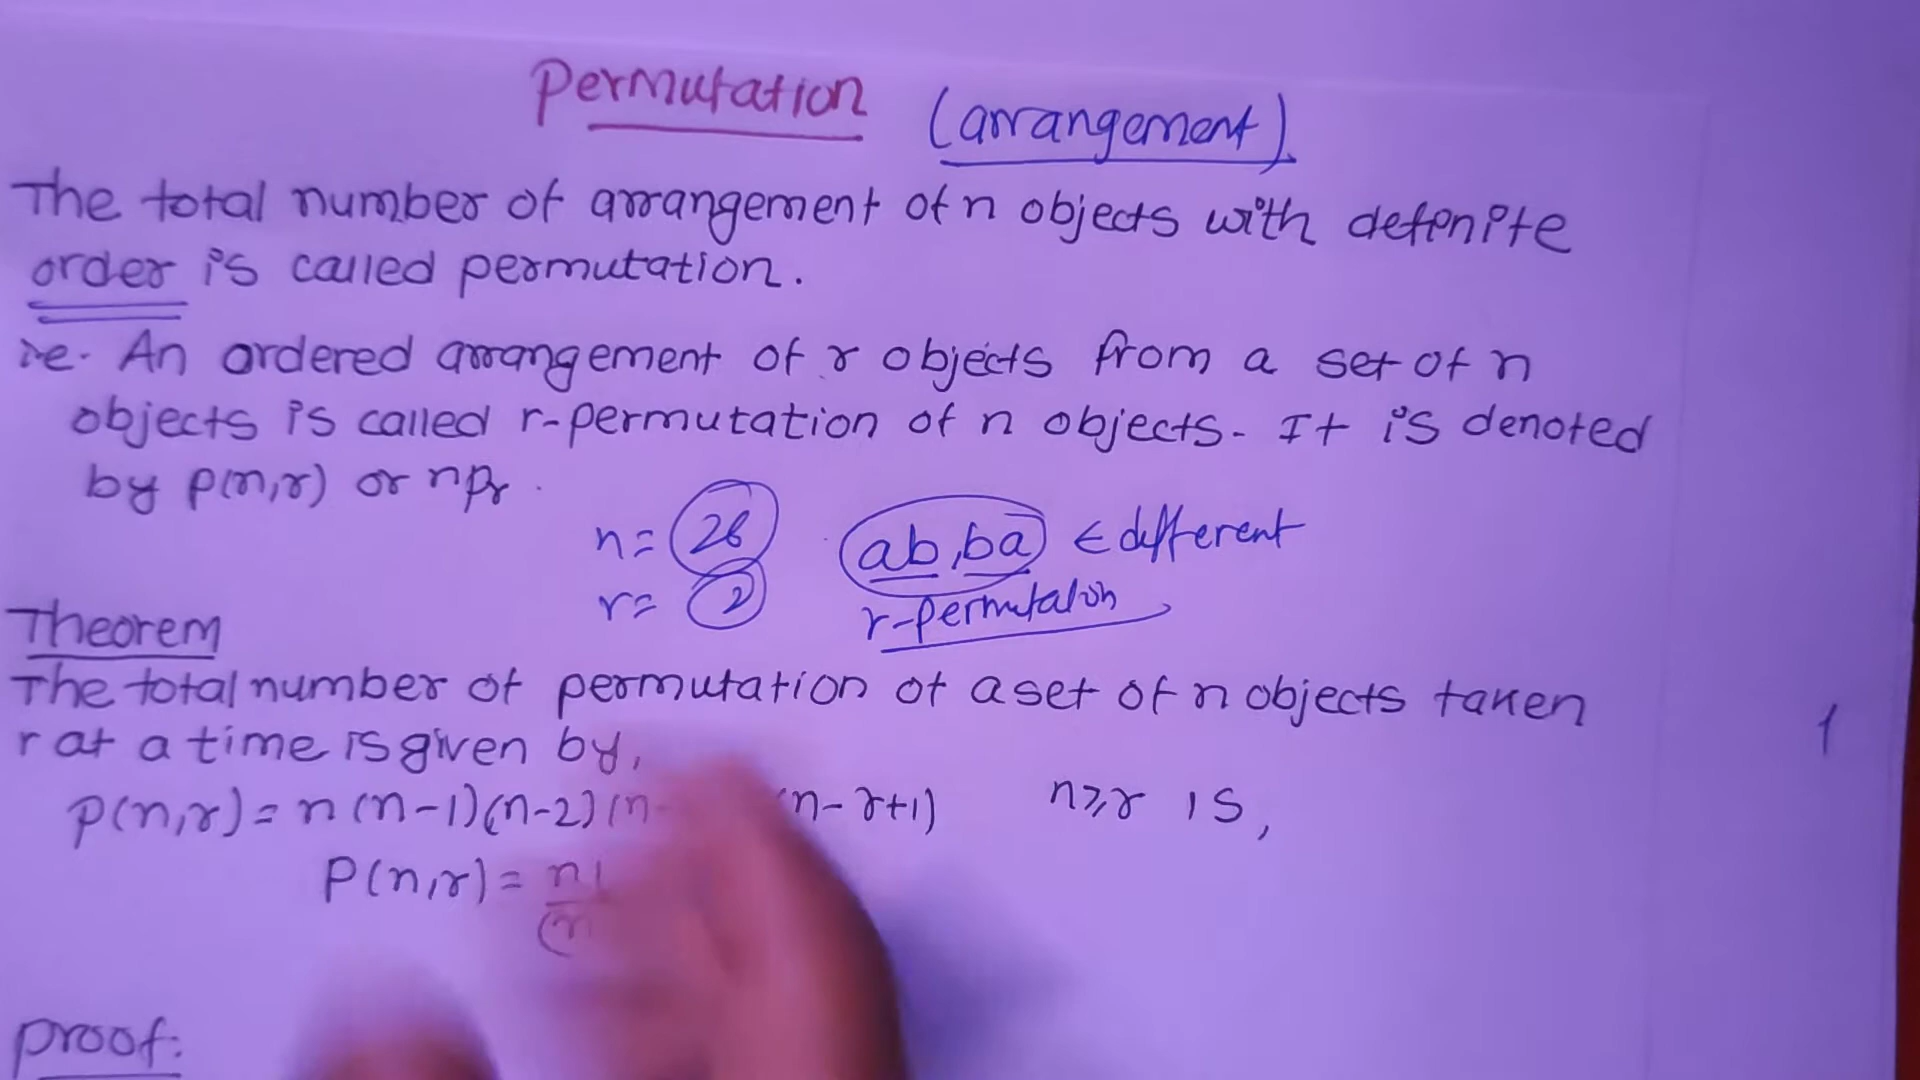 Permutation (arrangement)
The total number of arrangement of n objects with definite
order is called permutation.
ie. An ordered arrangement of r objects from a set of n
objects is called r-permutation of n objects. It is denoted
by p(n,r) or npr.
n = 26 ab, ba ∈ different
r = 2 r-permutation
Theorem
The total number of permutation of a set of n objects taken
r at a time is given by,
1
p(n,r) = n(n-1)(n-2)(n- n-r+1) n≥r is,
P(n,r) = n!
Proof: